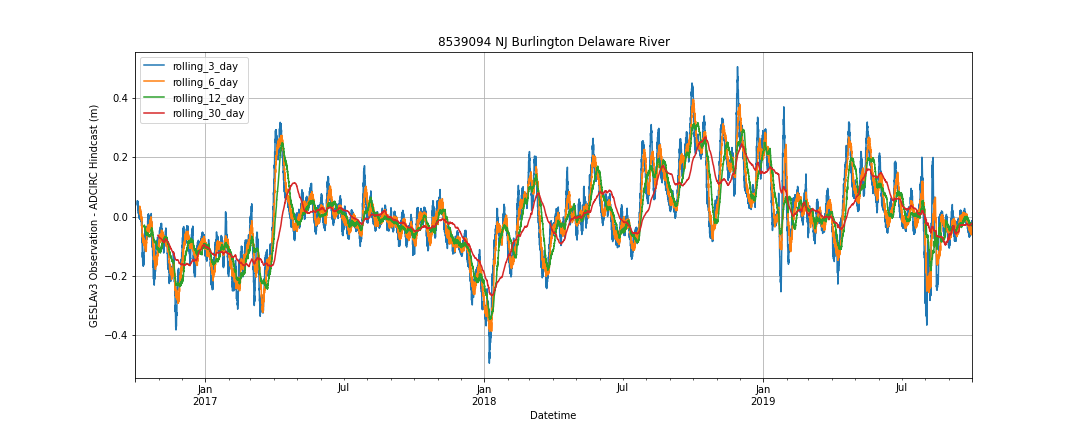 8539094 NJ Burlington Delaware River
rolling_3_day
rolling_6_day
rolling_12_day
rolling_30_day
GESLAv3 Observation - ADCIRC Hindcast (m)
0.4
0.2
0.0
−0.2
−0.4
Jan
2017
Jul
Jan
2018
Jul
Jan
2019
Jul
Datetime